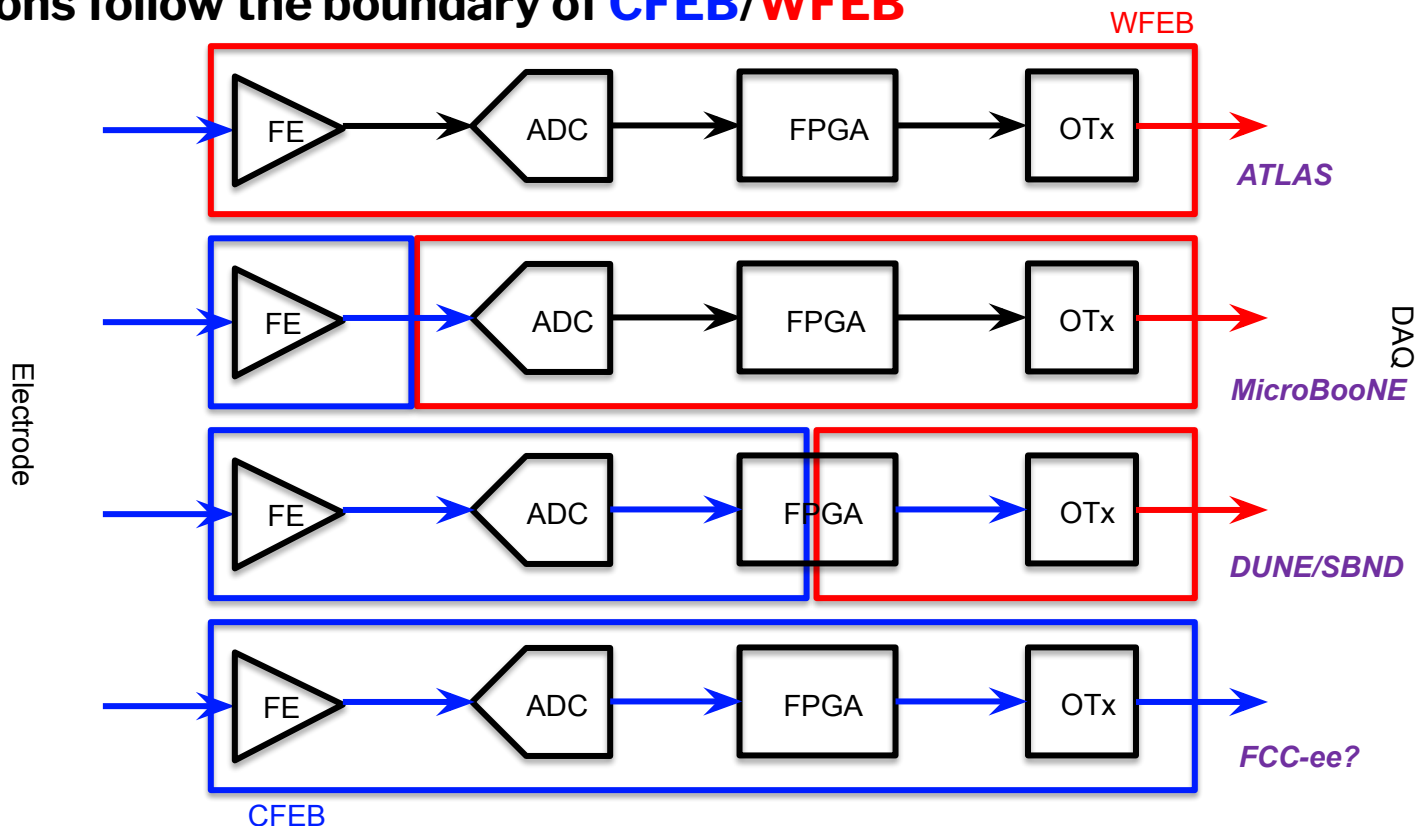 ons follow the boundary of CFEB/WFEB
WFEB
FE ADC FPGA OTx
ATLAS
FE ADC FPGA OTx
MicroBooNE
Electrode
DAQ
FE ADC FPGA OTx
DUNE/SBND
FE ADC FPGA OTx
FCC-ee?
CFEB